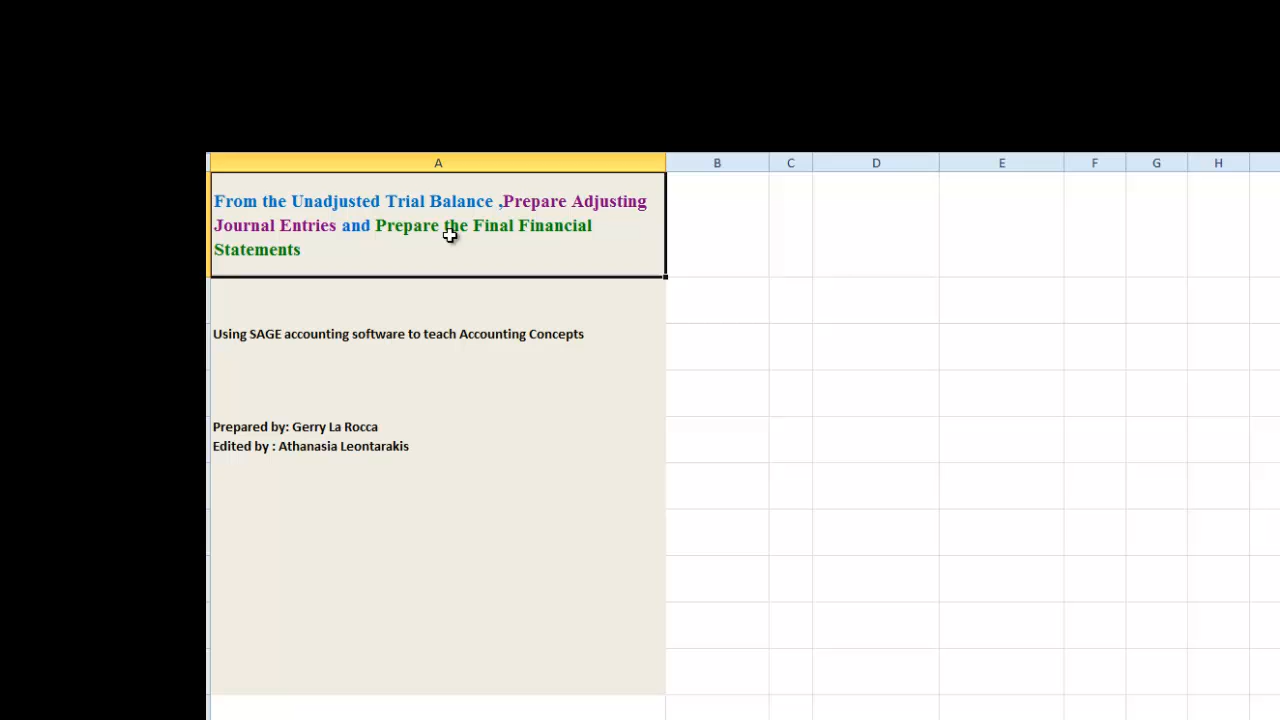 A B C D E F G H
From the Unadjusted Trial Balance ,Prepare Adjusting
Journal Entries and Prepare the Final Financial
Statements
Using SAGE accounting software to teach Accounting Concepts
Prepared by: Gerry La Rocca
Edited by : Athanasia Leontarakis